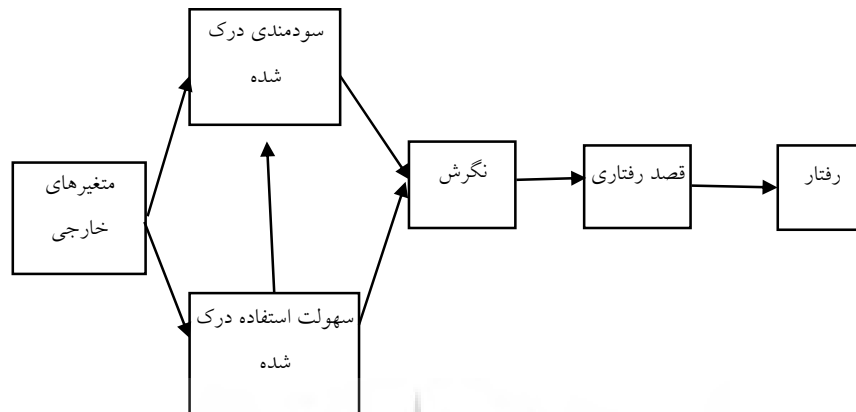 سودمندی درک
شده
متغیرهای
خارجی
نگرش
قصد رفتاری
رفتار
سهولت استفاده درک
شده